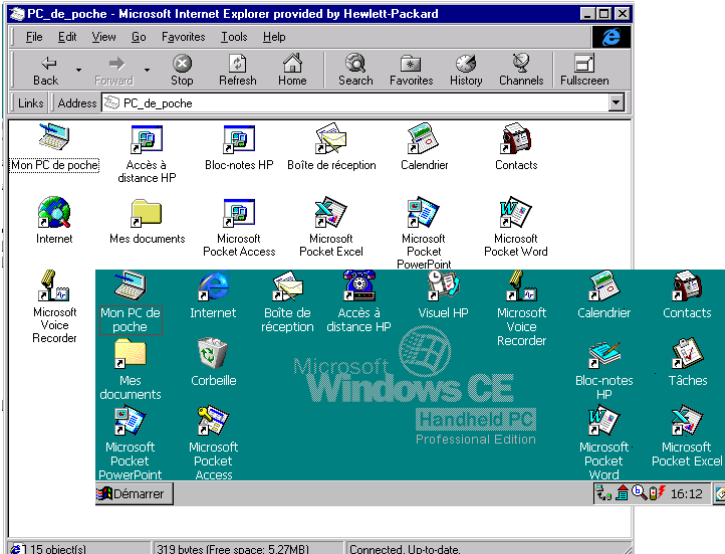 PC_de_poche - Microsoft Internet Explorer provided by Hewlett-Packard
File Edit View Go Favorites Tools Help
Back Forward Stop Refresh Home Search Favorites History Channels Fullscreen
Links Address PC_de_poche
Mon PC de poche
Accès à
distance HP
Bloc-notes HP
Boîte de réception
Calendrier
Contacts
Internet
Mes documents
Microsoft
Pocket Access
Microsoft
Pocket Excel
Microsoft
Pocket
PowerPoint
Microsoft
Pocket Word
Microsoft
Voice
Recorder
Mon PC de
poche
Internet
Boîte de
réception
Accès à
distance HP
Visuel HP
Microsoft
Voice
Recorder
Calendrier
Contacts
Mes
documents
Corbeille
Microsoft
Windows CE
Handheld PC
Professional Edition
Bloc-notes
HP
Tâches
Microsoft
Pocket
PowerPoint
Microsoft
Pocket
Access
Microsoft
Pocket
Word
Microsoft
Pocket Excel
Démarrer
16:12
15 object(s) 319 bytes (Free space: 5.27MB) Connected. Up-to-date.